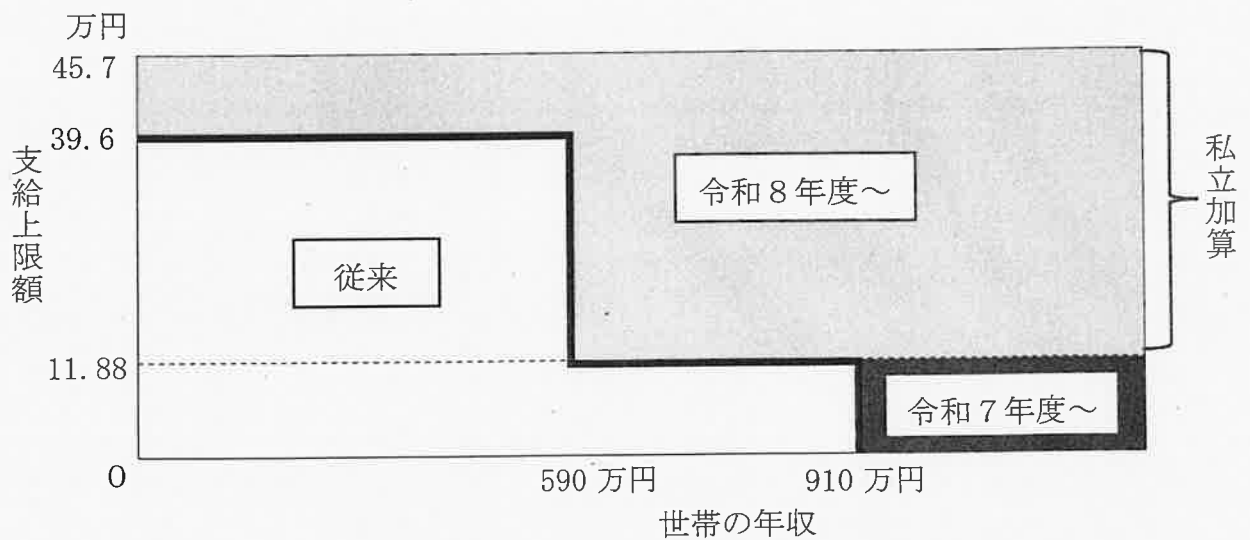 万円
45.7
39.6
支給上限額
11.88
0
従来
令和８年度～
令和７年度～
私立加算
590 万円
910 万円
世帯の年収